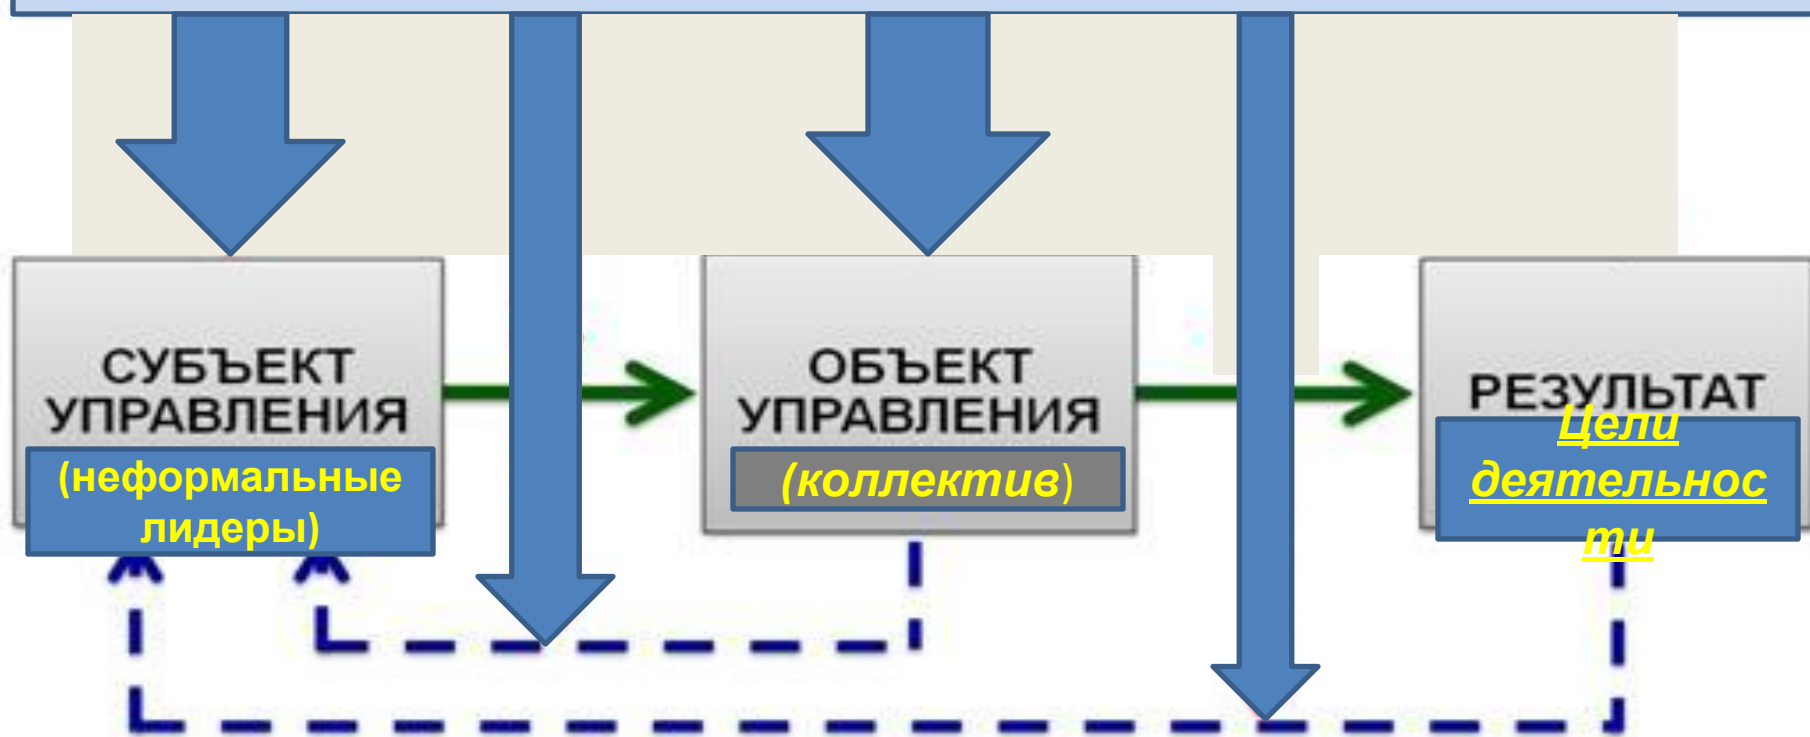 СУБЪЕКТ
УПРАВЛЕНИЯ
(неформальные
лидеры)
ОБЪЕКТ
УПРАВЛЕНИЯ
(коллектив)
РЕЗУЛЬТАТ
Цели
деятельнос
ти